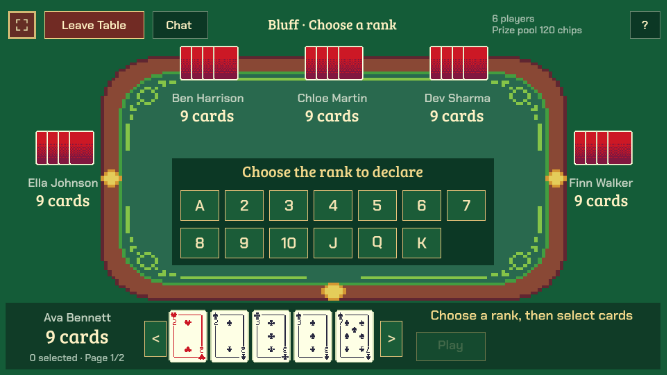 Leave Table
Chat
Bluff · Choose a rank
6 players
Prize pool 120 chips
?
Ben Harrison
9 cards
Chloe Martin
9 cards
Dev Sharma
9 cards
Ella Johnson
9 cards
Finn Walker
9 cards
Choose the rank to declare
A 2 3 4 5 6 7
8 9 10 J Q K
Ava Bennett
9 cards
0 selected · Page 1/2
<
>
Choose a rank, then select cards
Play